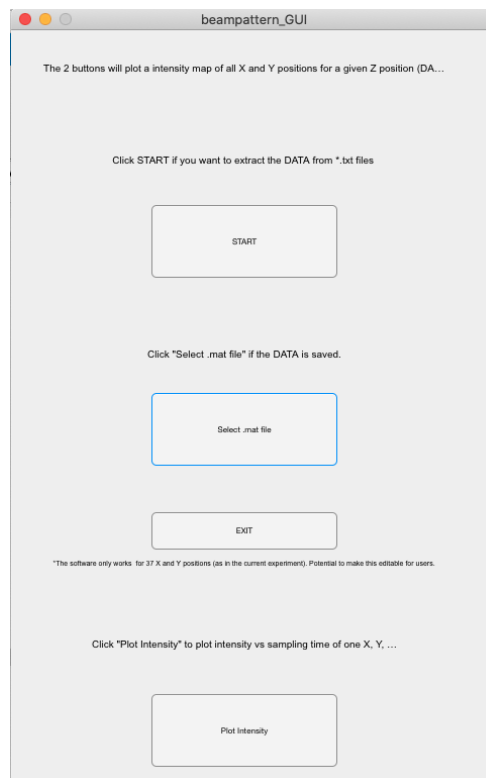 beampattern_GUI
The 2 buttons will plot a intensity map of all X and Y positions for a given Z position (DA…
Click START if you want to extract the DATA from *.txt files
START
Click "Select .mat file" if the DATA is saved.
Select .mat file
EXIT
*The software only works  for 37 X and Y positions (as in the current experiment). Potential to make this editable for users.
Click "Plot Intensity" to plot intensity vs sampling time of one X, Y, …
Plot Intensity